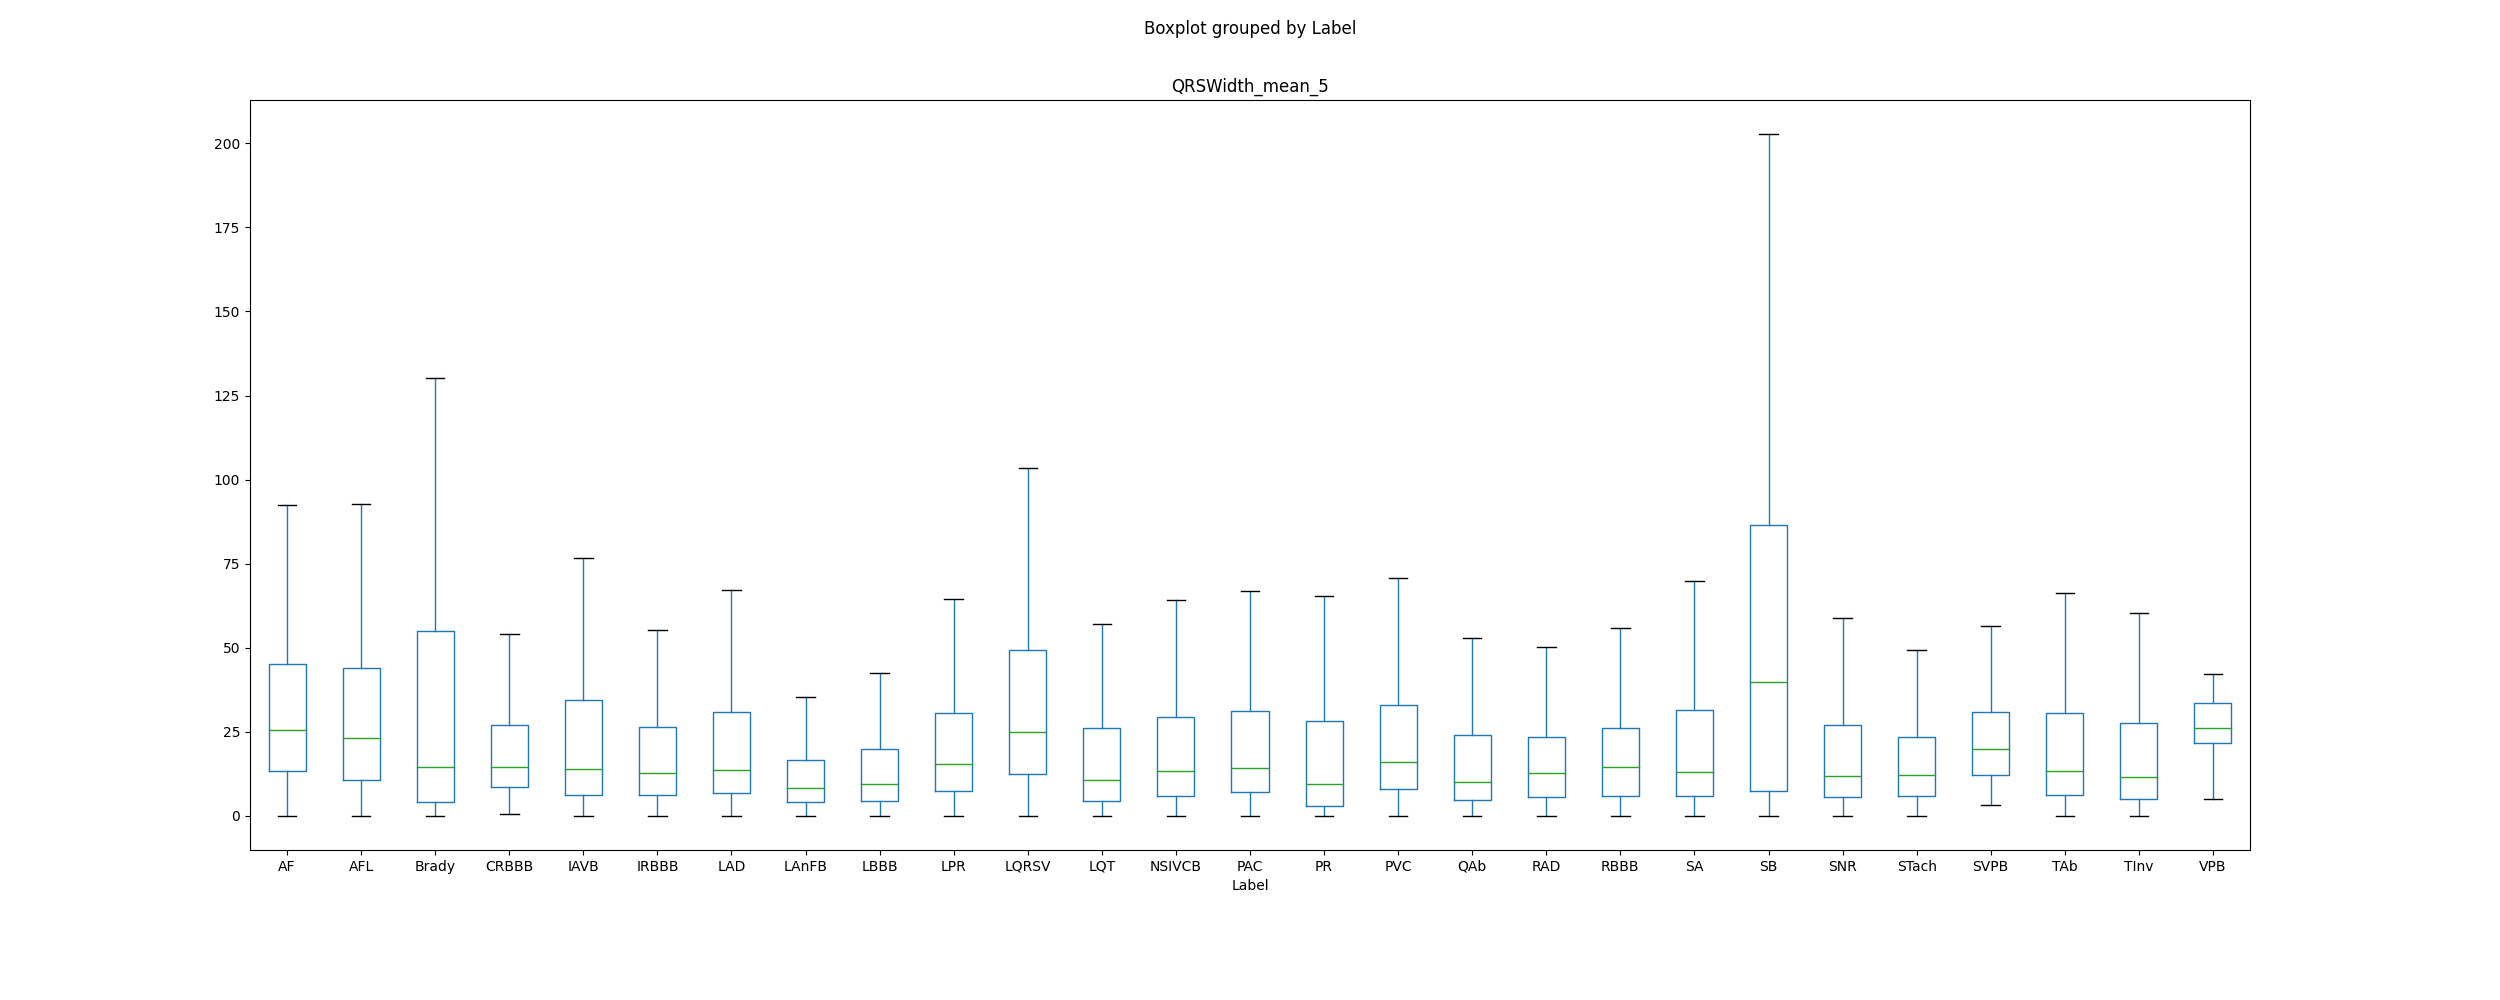 Boxplot grouped by Label
QRSWidth_mean_5
200
175
150
125
100
75
50
25
0
AF AFL Brady CRBBB IAVB IRBBB LAD LAnFB LBBB LPR LQRSV LQT NSIVCB PAC PR PVC QAb RAD RBBB SA SB SNR STach SVPB TAb TInv VPB
Label